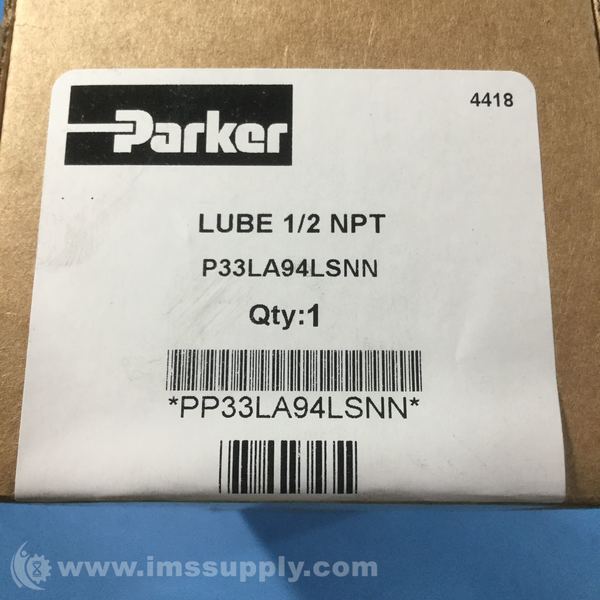 Parker
4418
LUBE 1/2 NPT
P33LA94LSNN
Qty:1
*PP33LA94LSNN*
www.imssupply.com